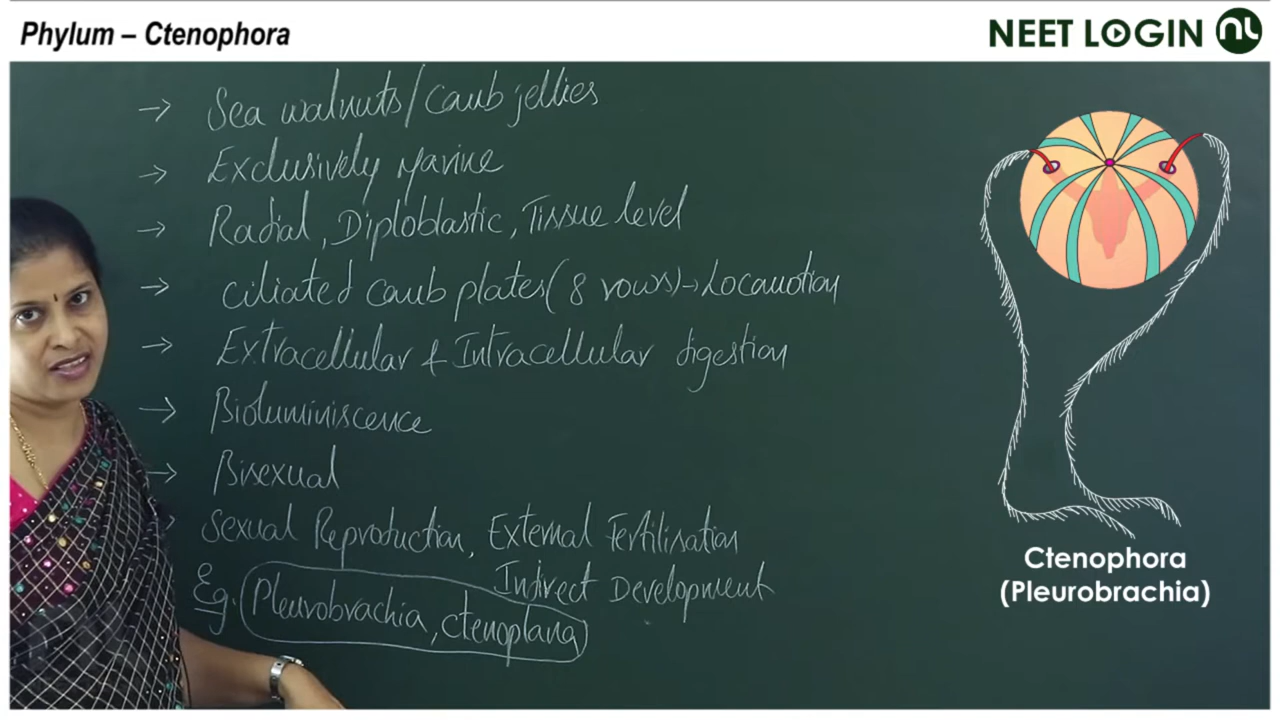 Phylum – Ctenophora
NEET LOGIN nl
→ Sea walnuts/Comb jellies
→ Exclusively Marine
→ Radial, Diploblastic, Tissue level
→ ciliated comb plates (8 rows)→Locomotion
→ Extracellular & Intracellular digestion
→ Bioluminiscence
→ Bisexual
Sexual Reproduction, External Fertilisation
Indirect Development
Eg. Pleurobrachia, ctenoplana
Ctenophora
(Pleurobrachia)